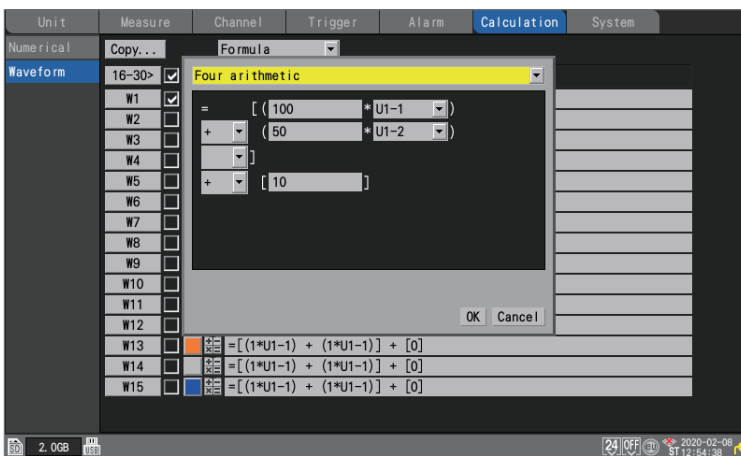 Unit Measure Channel Trigger Alarm Calculation System
Numerical Copy... Formula
Waveform 16-30> Four arithmetic
W1 = [(100 * U1-1 )
W2 + (50 * U1-2 )
W3
W4 ]
W5 + [10 ]
W6
W7
W8
W9
W10
W11
W12 OK Cancel
W13 =[(1*U1-1) + (1*U1-1)] + [0]
W14 =[(1*U1-1) + (1*U1-1)] + [0]
W15 =[(1*U1-1) + (1*U1-1)] + [0]
SD 2.0GB USB 24 OFF 2020-02-08
ST 12:54:38